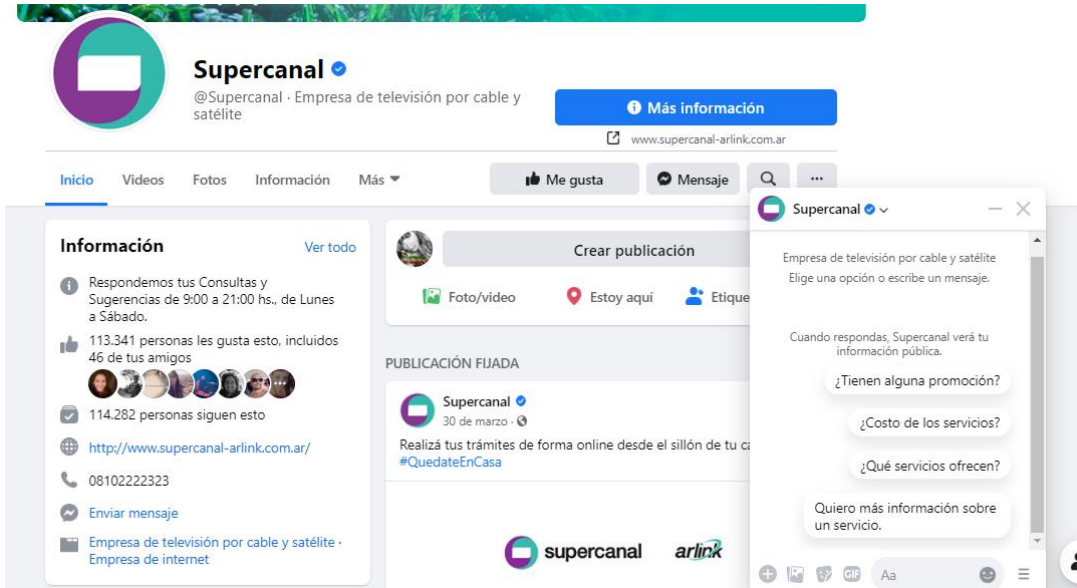 Supercanal
@Supercanal · Empresa de televisión por cable y
satélite
Más información
www.supercanal-arlink.com.ar
Inicio
Videos
Fotos
Información
Más
Me gusta
Mensaje
Información
Ver todo
Respondemos tus Consultas y
Sugerencias de 9:00 a 21:00 hs., de Lunes
a Sábado.
113.341 personas les gusta esto, incluidos
46 de tus amigos
114.282 personas siguen esto
http://www.supercanal-arlink.com.ar/
08102222323
Enviar mensaje
Empresa de televisión por cable y satélite ·
Empresa de internet
Crear publicación
Foto/video
Estoy aquí
Etique
PUBLICACIÓN FIJADA
Supercanal
30 de marzo ·
Realizá tus trámites de forma online desde el sillón de tu ca
#QuedateEnCasa
supercanal
arlink
Supercanal
Empresa de televisión por cable y satélite
Elige una opción o escribe un mensaje.
Cuando respondas, Supercanal verá tu
información pública.
¿Tienen alguna promoción?
¿Costo de los servicios?
¿Qué servicios ofrecen?
Quiero más información sobre
un servicio.
GIF
Aa